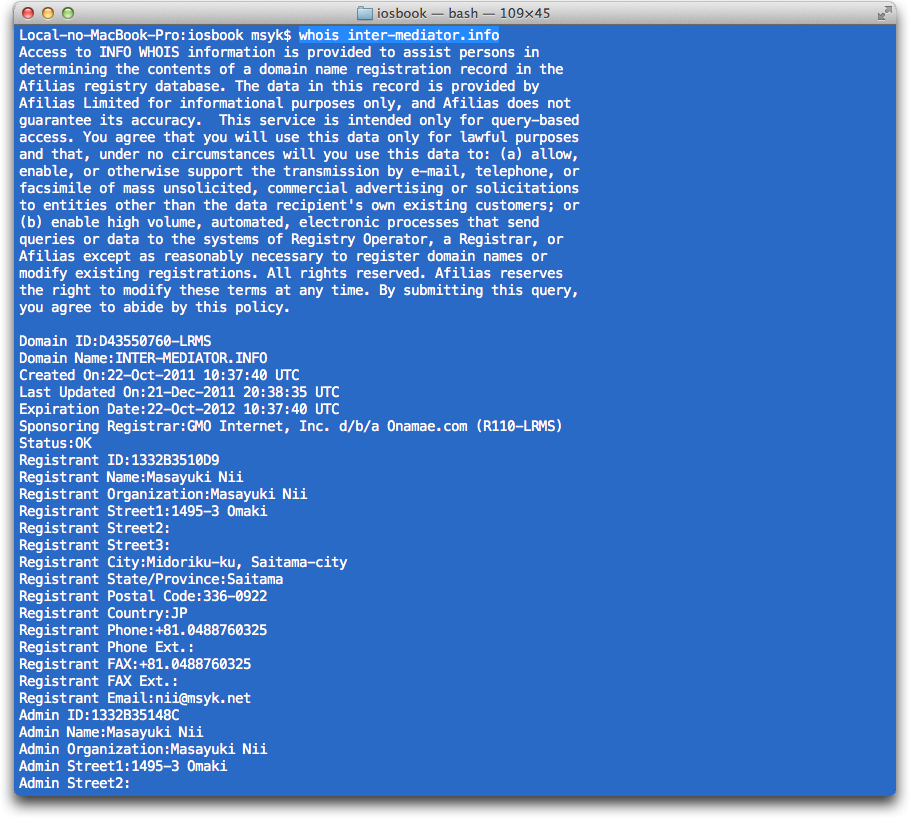 iosbook — bash — 109×45
Local-no-MacBook-Pro:iosbook msyk$ whois inter-mediator.info
Access to INFO WHOIS information is provided to assist persons in
determining the contents of a domain name registration record in the
Afilias registry database. The data in this record is provided by
Afilias Limited for informational purposes only, and Afilias does not
guarantee its accuracy.  This service is intended only for query-based
access. You agree that you will use this data only for lawful purposes
and that, under no circumstances will you use this data to: (a) allow,
enable, or otherwise support the transmission by e-mail, telephone, or
facsimile of mass unsolicited, commercial advertising or solicitations
to entities other than the data recipient's own existing customers; or
(b) enable high volume, automated, electronic processes that send
queries or data to the systems of Registry Operator, a Registrar, or
Afilias except as reasonably necessary to register domain names or
modify existing registrations. All rights reserved. Afilias reserves
the right to modify these terms at any time. By submitting this query,
you agree to abide by this policy.

Domain ID:D43550760-LRMS
Domain Name:INTER-MEDIATOR.INFO
Created On:22-Oct-2011 10:37:40 UTC
Last Updated On:21-Dec-2011 20:38:35 UTC
Expiration Date:22-Oct-2012 10:37:40 UTC
Sponsoring Registrar:GMO Internet, Inc. d/b/a Onamae.com (R110-LRMS)
Status:OK
Registrant ID:1332B3510D9
Registrant Name:Masayuki Nii
Registrant Organization:Masayuki Nii
Registrant Street1:1495-3 Omaki
Registrant Street2:
Registrant Street3:
Registrant City:Midoriku-ku, Saitama-city
Registrant State/Province:Saitama
Registrant Postal Code:336-0922
Registrant Country:JP
Registrant Phone:+81.0488760325
Registrant Phone Ext.:
Registrant FAX:+81.0488760325
Registrant FAX Ext.:
Registrant Email:nii@msyk.net
Admin ID:1332B35148C
Admin Name:Masayuki Nii
Admin Organization:Masayuki Nii
Admin Street1:1495-3 Omaki
Admin Street2: